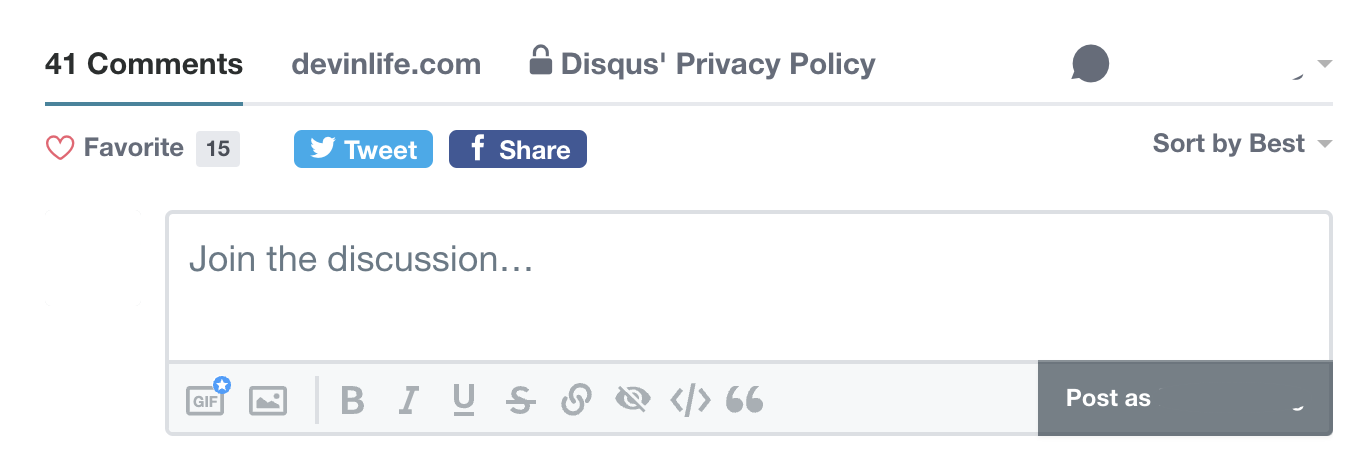 41 Comments devinlife.com Disqus' Privacy Policy
Favorite 15 Tweet Share Sort by Best
Join the discussion…
GIF B I U S </> Post as